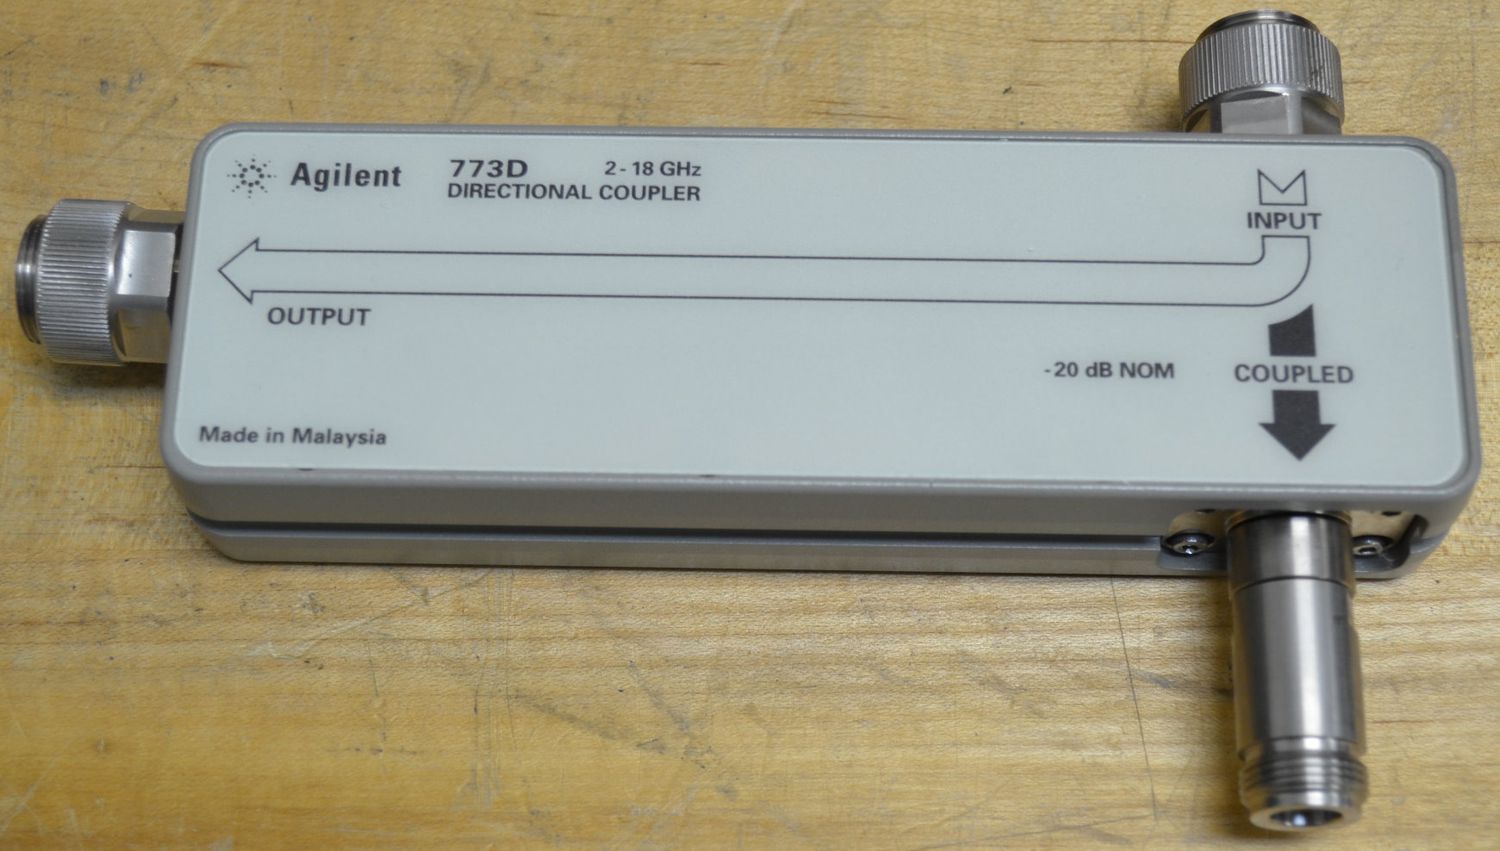 Agilent
773D 2 - 18 GHz
DIRECTIONAL COUPLER
INPUT
OUTPUT
-20 dB NOM
COUPLED
Made in Malaysia